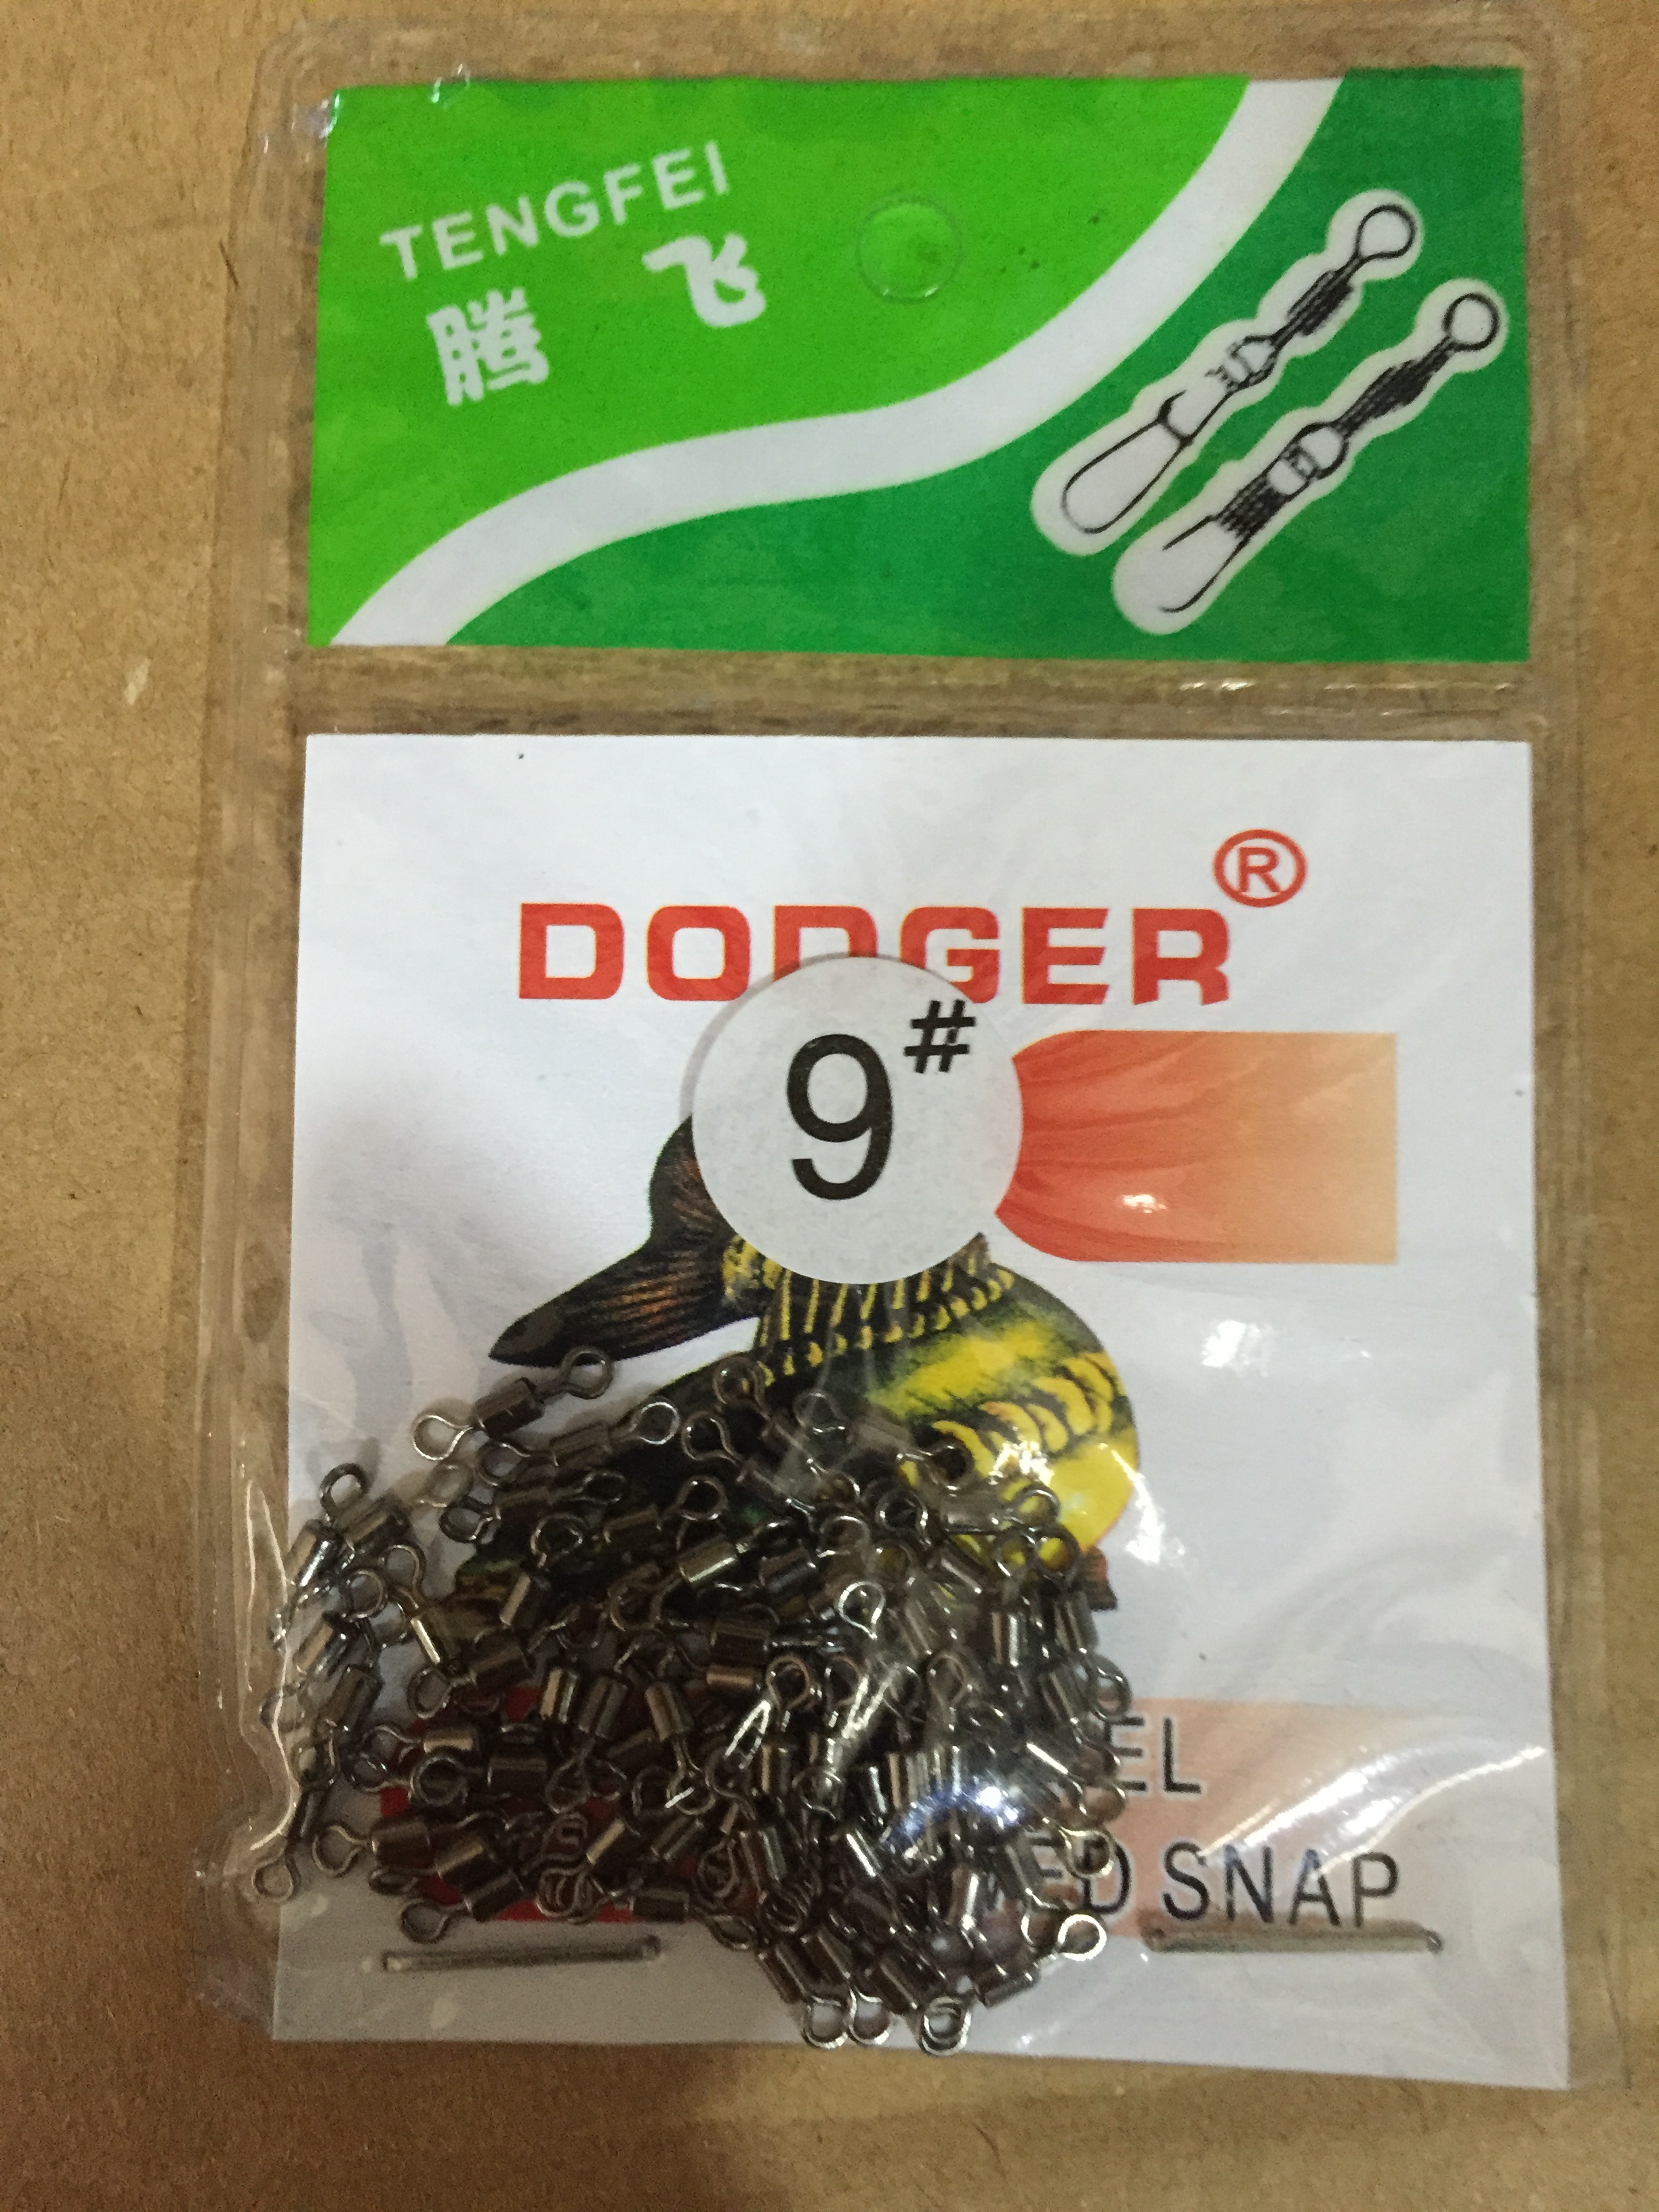 TENGFEI
腾 飞
DODGER®
9#
EL
ED SNAP